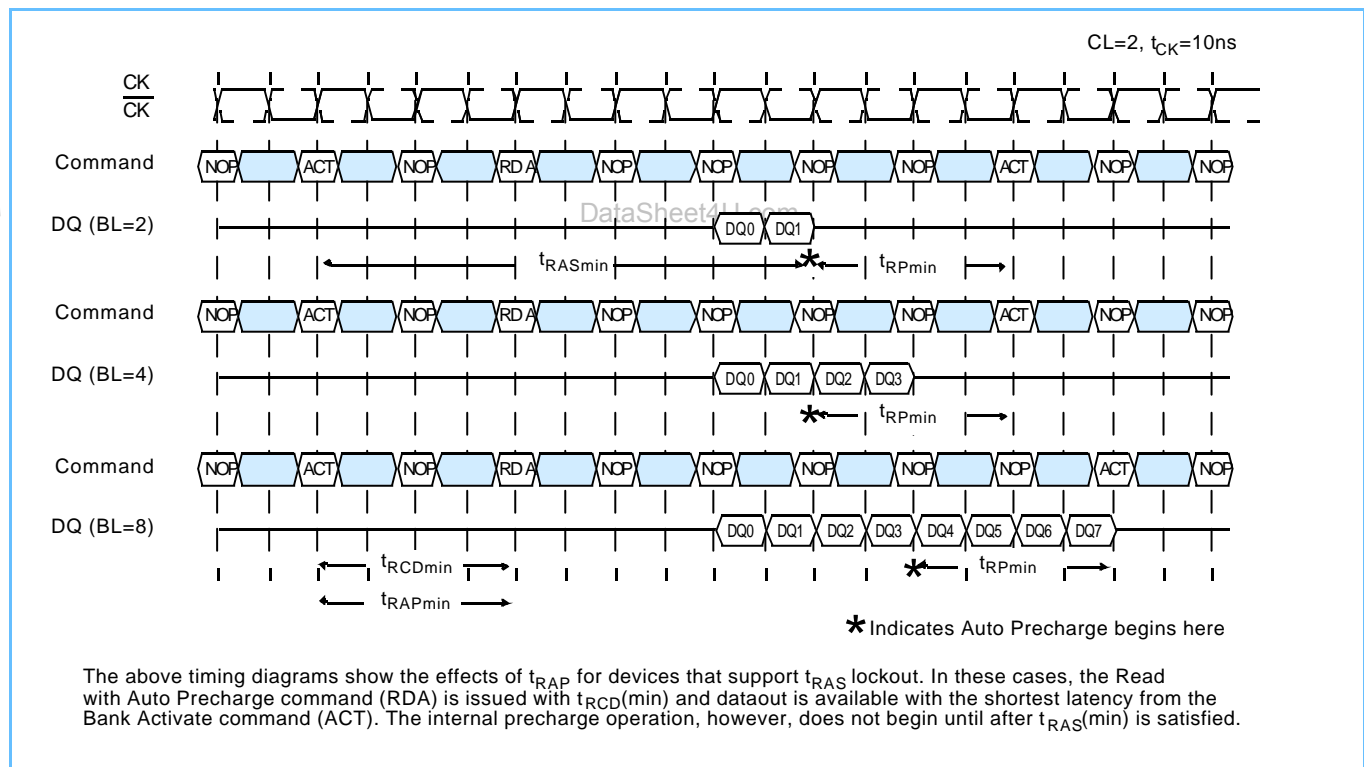 CL=2, tCK=10ns
CK
CK
Command NOP ACT NOP RDA NOP NOP NOP NOP ACT NOP NOP
DataSheet4U.com
DQ (BL=2) DQ0 DQ1
tRASmin * tRPmin
Command NOP ACT NOP RDA NOP NOP NOP NOP ACT NOP NOP
DQ (BL=4) DQ0 DQ1 DQ2 DQ3
* tRPmin
Command NOP ACT NOP RDA NOP NOP NOP NOP NOP ACT NOP
DQ (BL=8) DQ0 DQ1 DQ2 DQ3 DQ4 DQ5 DQ6 DQ7
tRCDmin * tRPmin
tRAPmin
* Indicates Auto Precharge begins here
The above timing diagrams show the effects of tRAP for devices that support tRAS lockout. In these cases, the Read
with Auto Precharge command (RDA) is issued with tRCD(min) and dataout is available with the shortest latency from the
Bank Activate command (ACT). The internal precharge operation, however, does not begin until after tRAS(min) is satisfied.